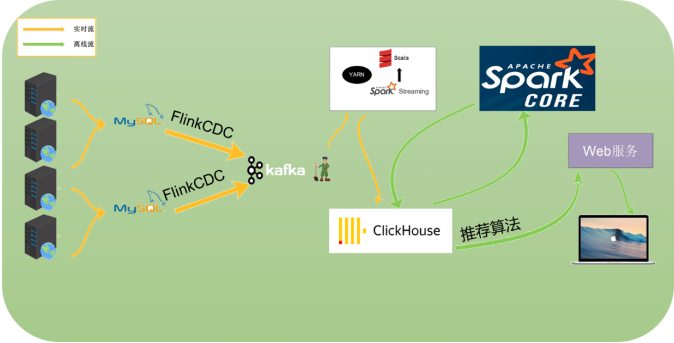 实时流
离线流
MySQL
FlinkCDC
MySQL
FlinkCDC
kafka
YARN
Scala
APACHE
Spark Streaming
APACHE
Spark
CORE
ClickHouse
推荐算法
Web服务